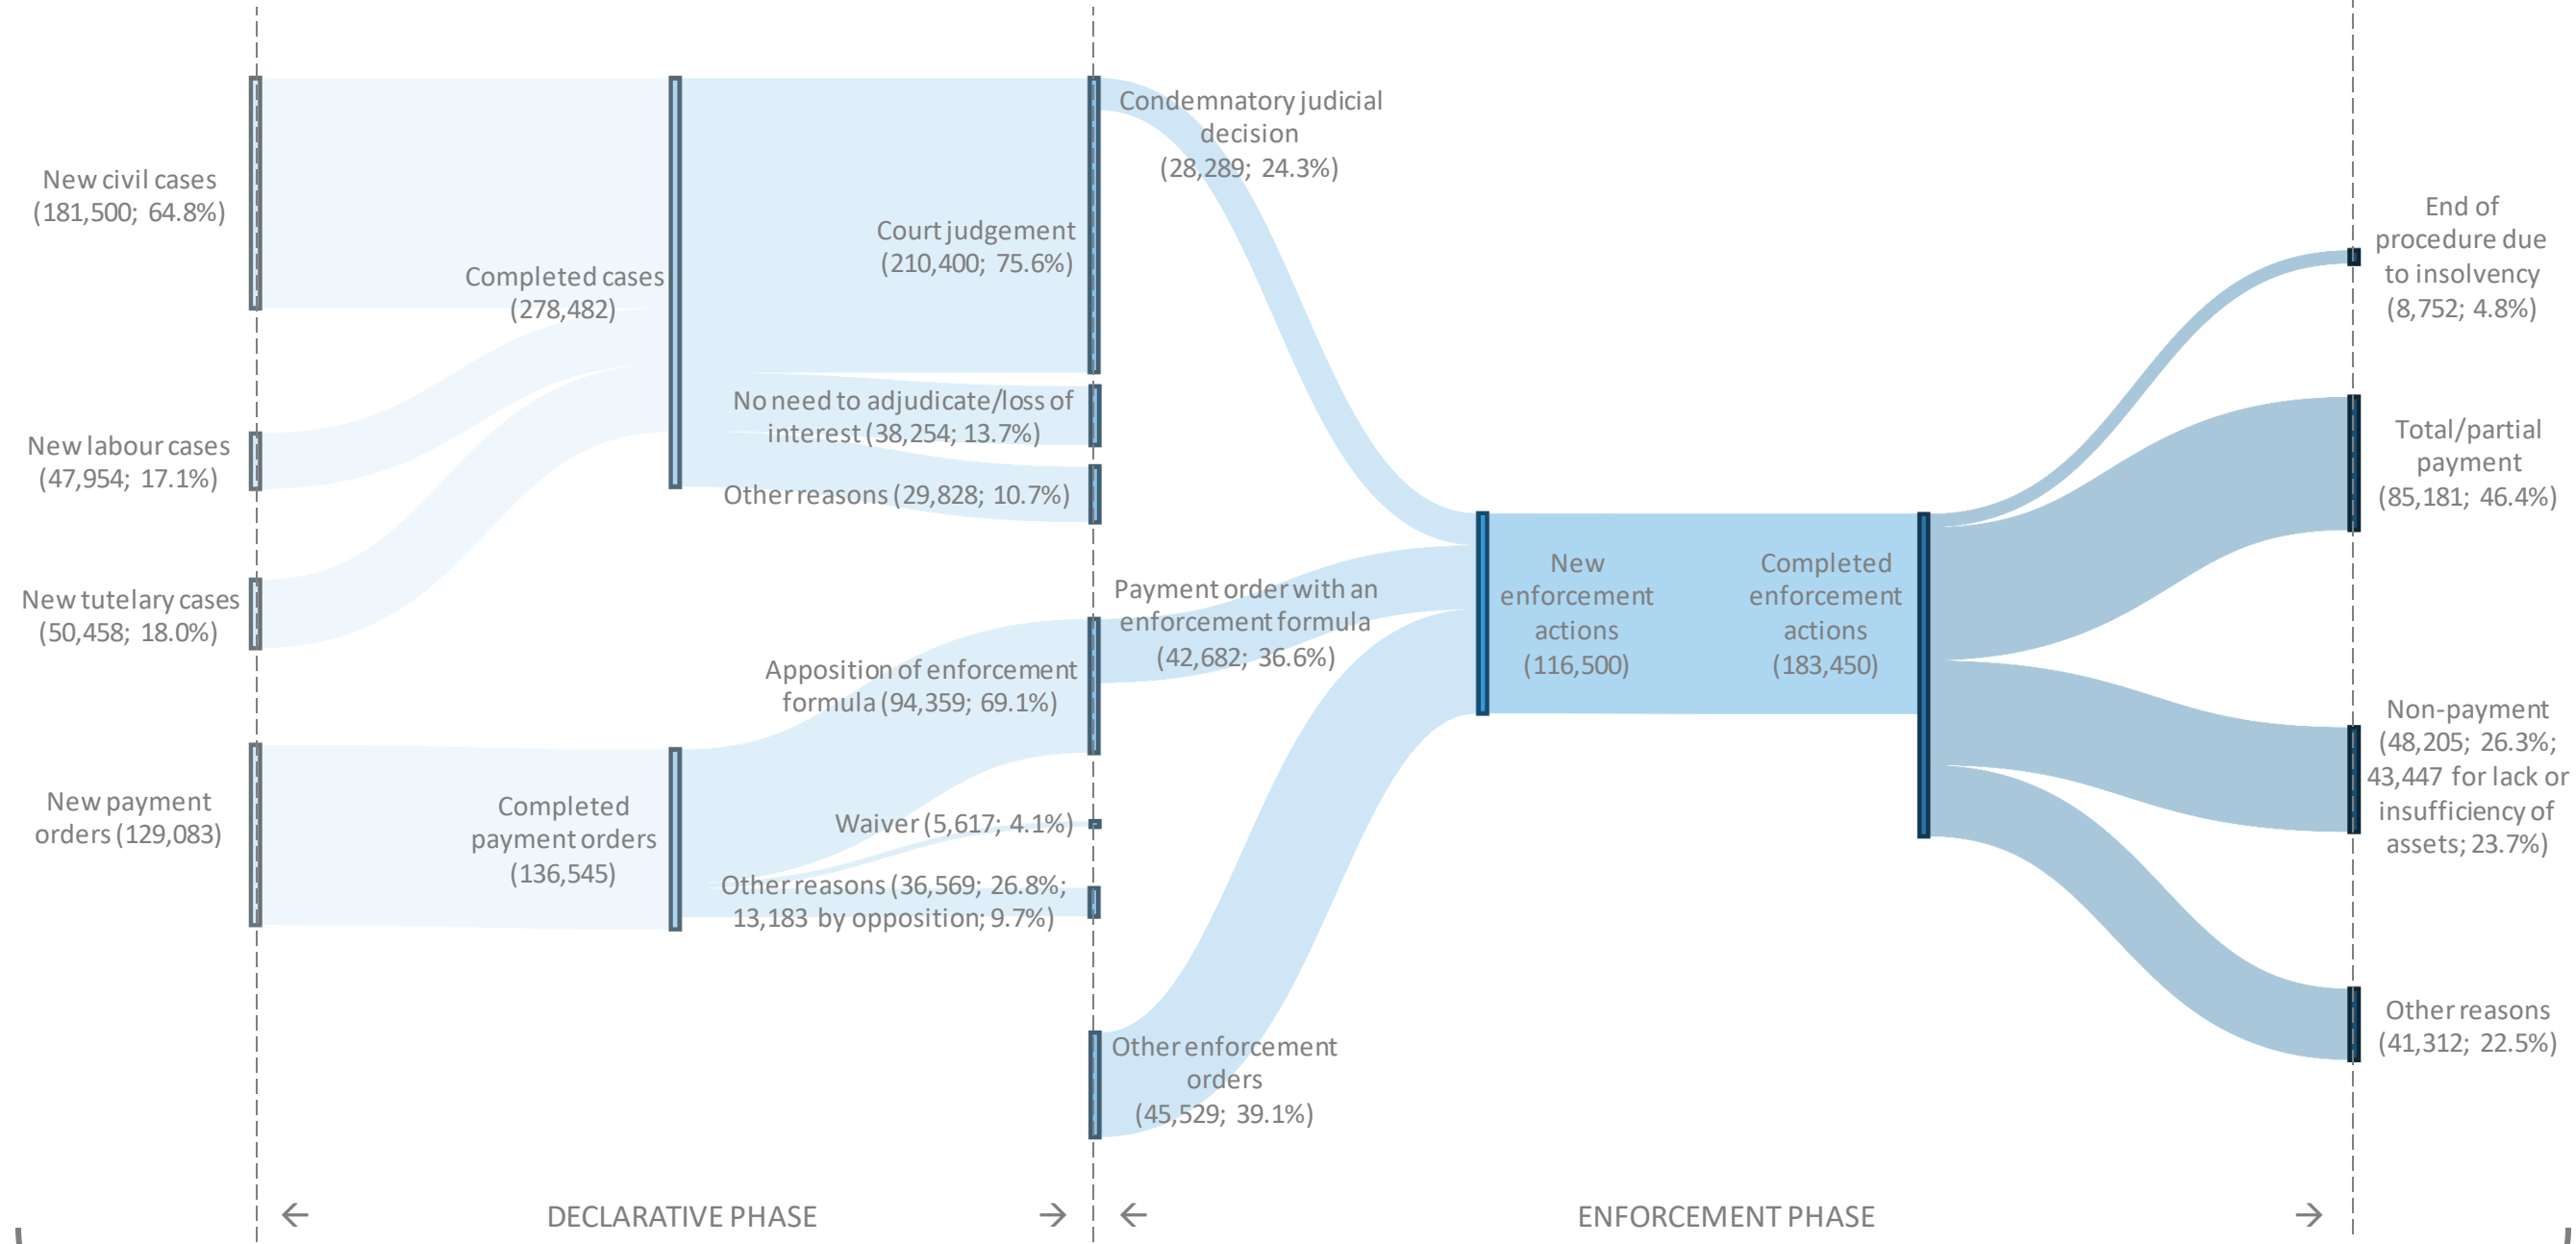 New civil cases
(181,500; 64.8%)
New labour cases
(47,954; 17.1%)
New tutelary cases
(50,458; 18.0%)
New payment
orders (129,083)
Completed cases
(278,482)
Completed
payment orders
(136,545)
Court judgement
(210,400; 75.6%)
No need to adjudicate/loss of
interest (38,254; 13.7%)
Other reasons (29,828; 10.7%)
Apposition of enforcement
formula (94,359; 69.1%)
Waiver (5,617; 4.1%)
Other reasons (36,569; 26.8%;
13,183 by opposition; 9.7%)
Condemnatory judicial
decision
(28,289; 24.3%)
Payment order with an
enforcement formula
(42,682; 36.6%)
Other enforcement
orders
(45,529; 39.1%)
New
enforcement
actions
(116,500)
Completed
enforcement
actions
(183,450)
End of
procedure due
to insolvency
(8,752; 4.8%)
Total/partial
payment
(85,181; 46.4%)
Non-payment
(48,205; 26.3%;
43,447 for lack or
insufficiency of
assets; 23.7%)
Other reasons
(41,312; 22.5%)
← DECLARATIVE PHASE →
← ENFORCEMENT PHASE →